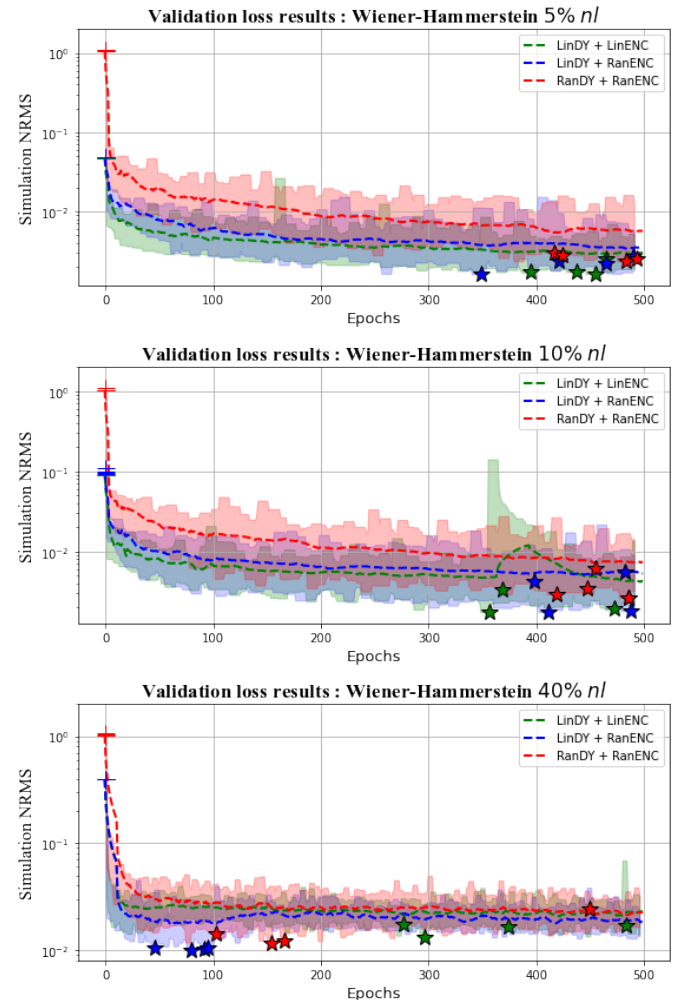 Validation loss results : Wiener-Hammerstein 5% nl
10⁰
10⁻¹
10⁻²
Simulation NRMS
LinDY + LinENC
LinDY + RanENC
RanDY + RanENC
0 100 200 300 400 500
Epochs
Validation loss results : Wiener-Hammerstein 10% nl
10⁰
10⁻¹
10⁻²
Simulation NRMS
LinDY + LinENC
LinDY + RanENC
RanDY + RanENC
0 100 200 300 400 500
Epochs
Validation loss results : Wiener-Hammerstein 40% nl
10⁰
10⁻¹
10⁻²
Simulation NRMS
LinDY + LinENC
LinDY + RanENC
RanDY + RanENC
0 100 200 300 400 500
Epochs